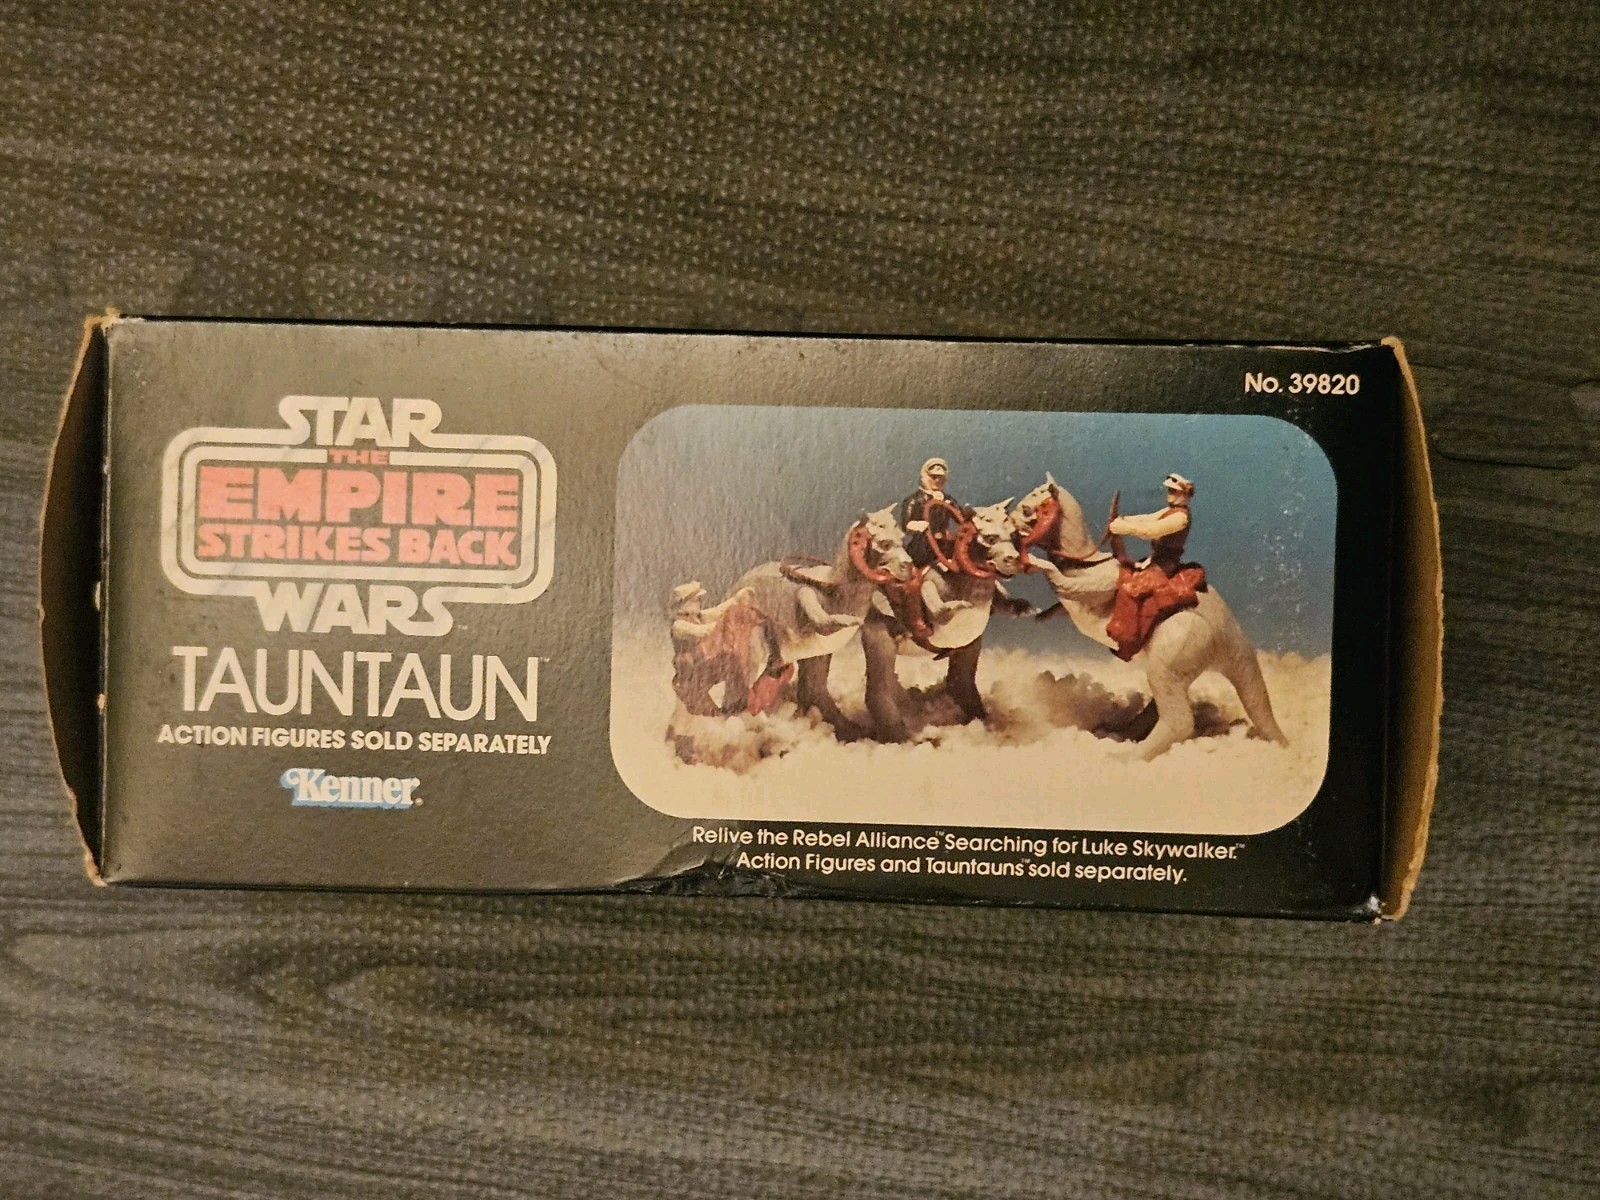 No. 39820
STAR
THE
EMPIRE
STRIKES BACK
WARS™
TAUNTAUN™
ACTION FIGURES SOLD SEPARATELY
Kenner®
Relive the Rebel Alliance™ Searching for Luke Skywalker.™
Action Figures and Tauntauns™ sold separately.